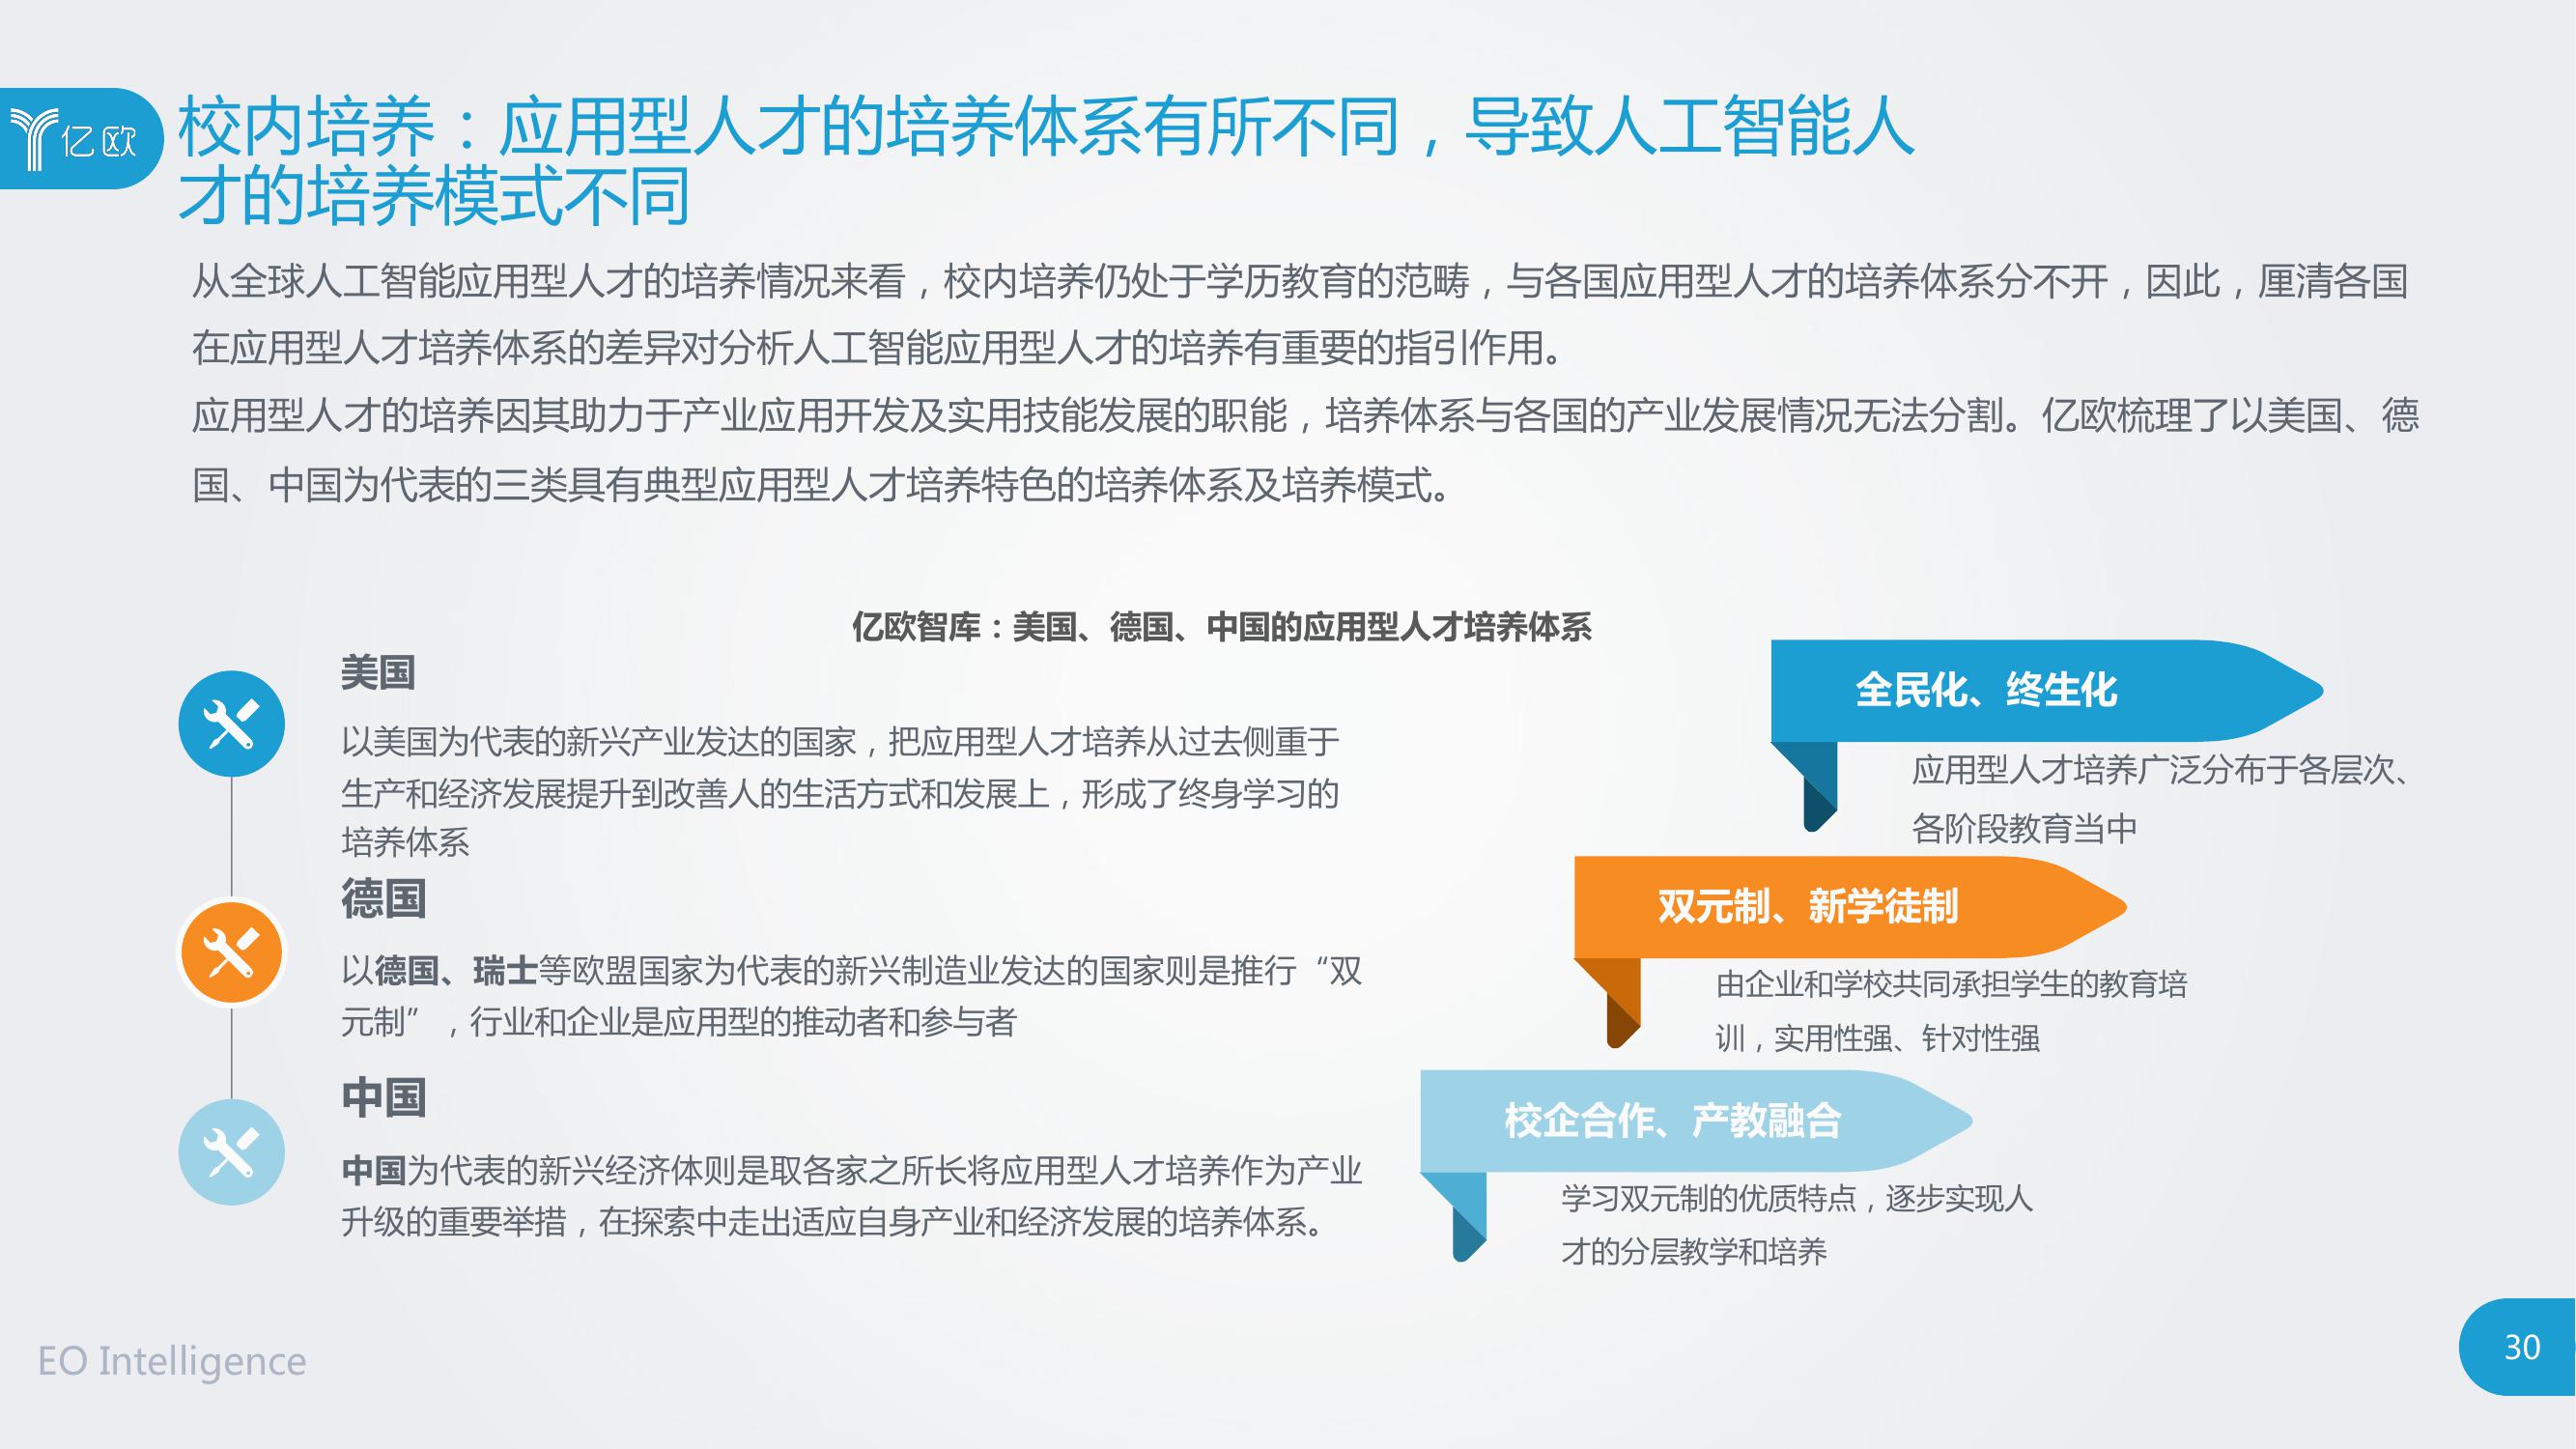 亿欧
校内培养：应用型人才的培养体系有所不同，导致人工智能人
才的培养模式不同
从全球人工智能应用型人才的培养情况来看，校内培养仍处于学历教育的范畴，与各国应用型人才的培养体系分不开，因此，厘清各国
在应用型人才培养体系的差异对分析人工智能应用型人才的培养有重要的指引作用。
应用型人才的培养因其助力于产业应用开发及实用技能发展的职能，培养体系与各国的产业发展情况无法分割。亿欧梳理了以美国、德
国、中国为代表的三类具有典型应用型人才培养特色的培养体系及培养模式。
亿欧智库：美国、德国、中国的应用型人才培养体系
美国
以美国为代表的新兴产业发达的国家，把应用型人才培养从过去侧重于
生产和经济发展提升到改善人的生活方式和发展上，形成了终身学习的
培养体系
全民化、终生化
应用型人才培养广泛分布于各层次、
各阶段教育当中
德国
以德国、瑞士等欧盟国家为代表的新兴制造业发达的国家则是推行“双
元制”，行业和企业是应用型的推动者和参与者
双元制、新学徒制
由企业和学校共同承担学生的教育培
训，实用性强、针对性强
中国
中国为代表的新兴经济体则是取各家之所长将应用型人才培养作为产业
升级的重要举措，在探索中走出适应自身产业和经济发展的培养体系。
校企合作、产教融合
学习双元制的优质特点，逐步实现人
才的分层教学和培养
EO Intelligence
30